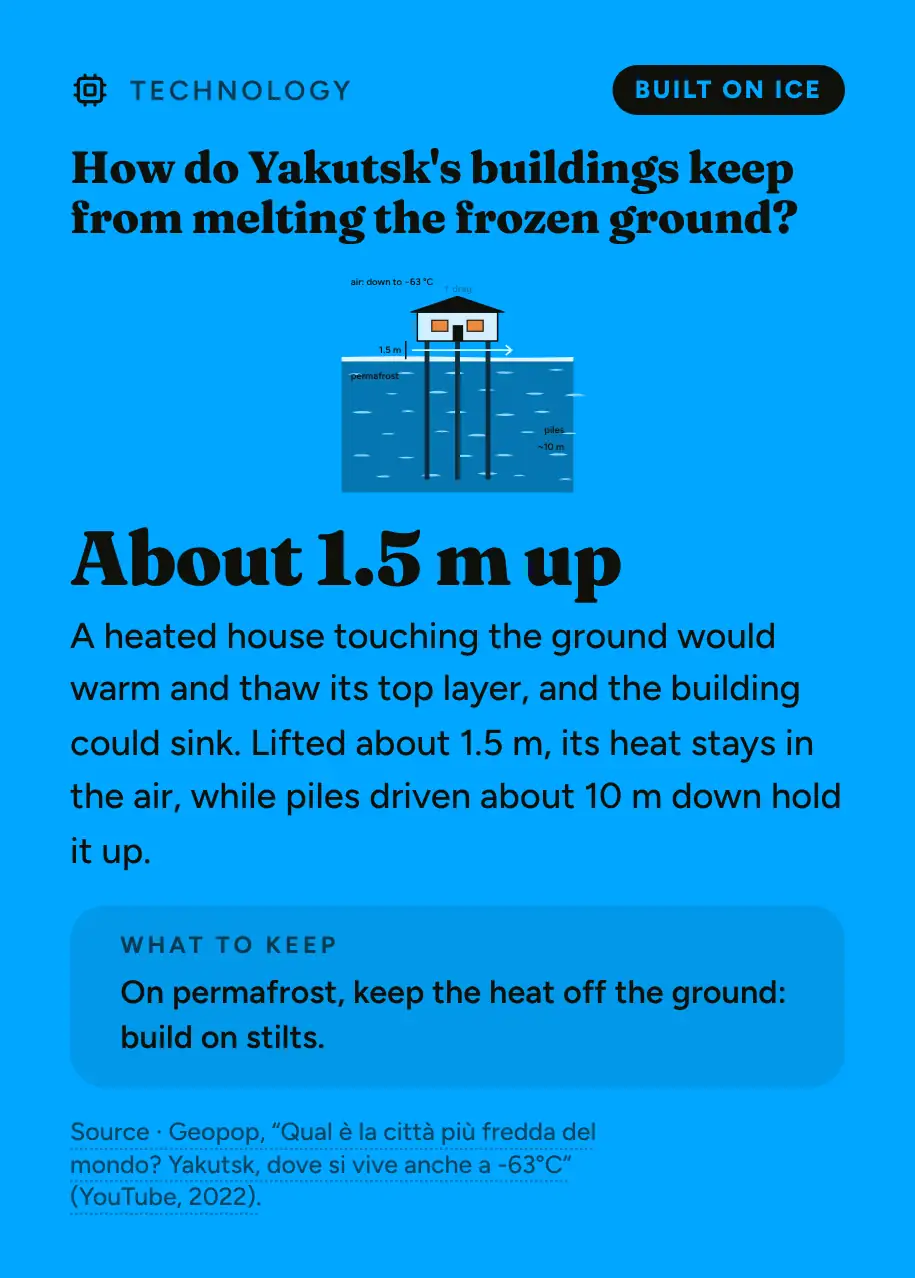 TECHNOLOGY
BUILT ON ICE
How do Yakutsk's buildings keep
from melting the frozen ground?
air: down to -63 °C
↑ drag
1.5 m
permafrost
piles
~10 m
About 1.5 m up
A heated house touching the ground would
warm and thaw its top layer, and the building
could sink. Lifted about 1.5 m, its heat stays in
the air, while piles driven about 10 m down hold
it up.
WHAT TO KEEP
On permafrost, keep the heat off the ground:
build on stilts.
Source · Geopop, “Qual è la città più fredda del
mondo? Yakutsk, dove si vive anche a -63°C”
(YouTube, 2022).